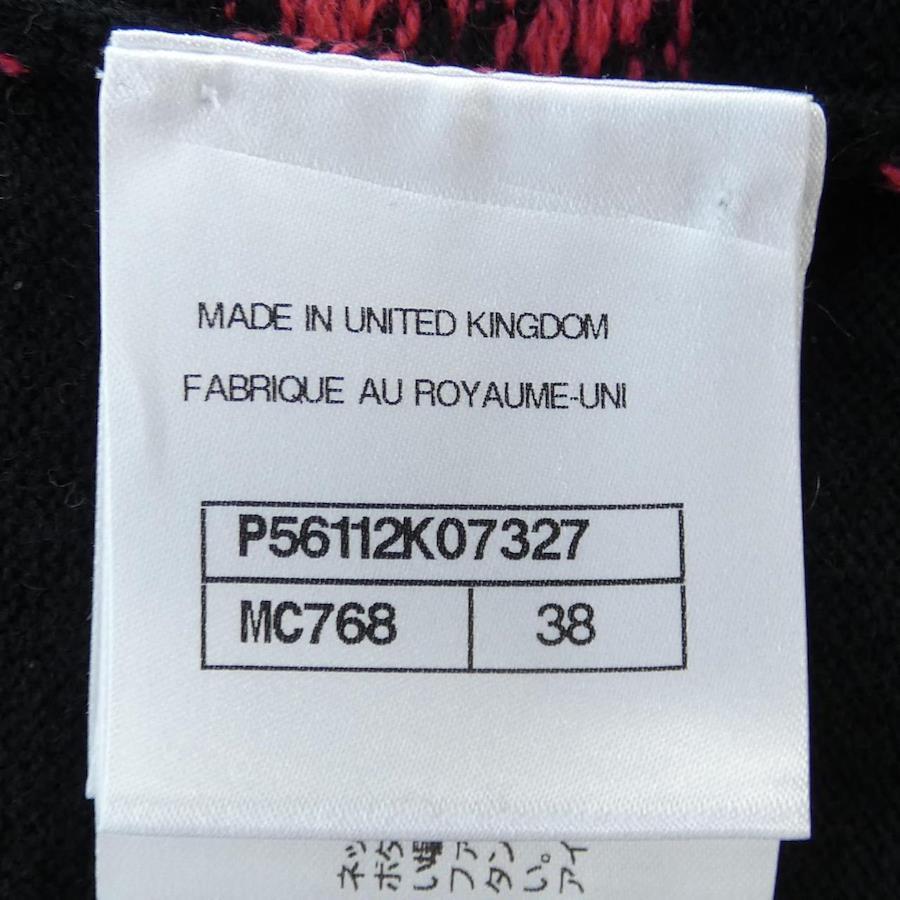 MADE IN UNITED KINGDOM
FABRIQUE AU ROYAUME-UNI
P56112K07327
MC768 38